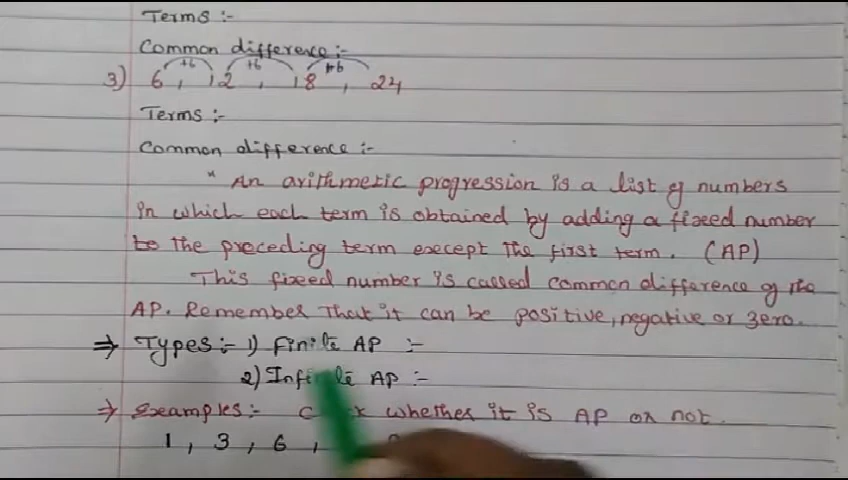 Terms :-
Common difference :-
+6 +6 +6
3) 6, 12, 18, 24
Terms :-
Common difference :-
* An arithmetic progression is a list of numbers
in which each term is obtained by adding a fixed number
to the preceding term except the first term. (AP)
This fixed number is called common difference of the
AP. Remember that it can be positive, negative or zero.
⇒ Types :- 1) Finite AP :-
2) Infinite AP :-
⇒ Examples :- whether it is AP or not.
1, 3, 6,